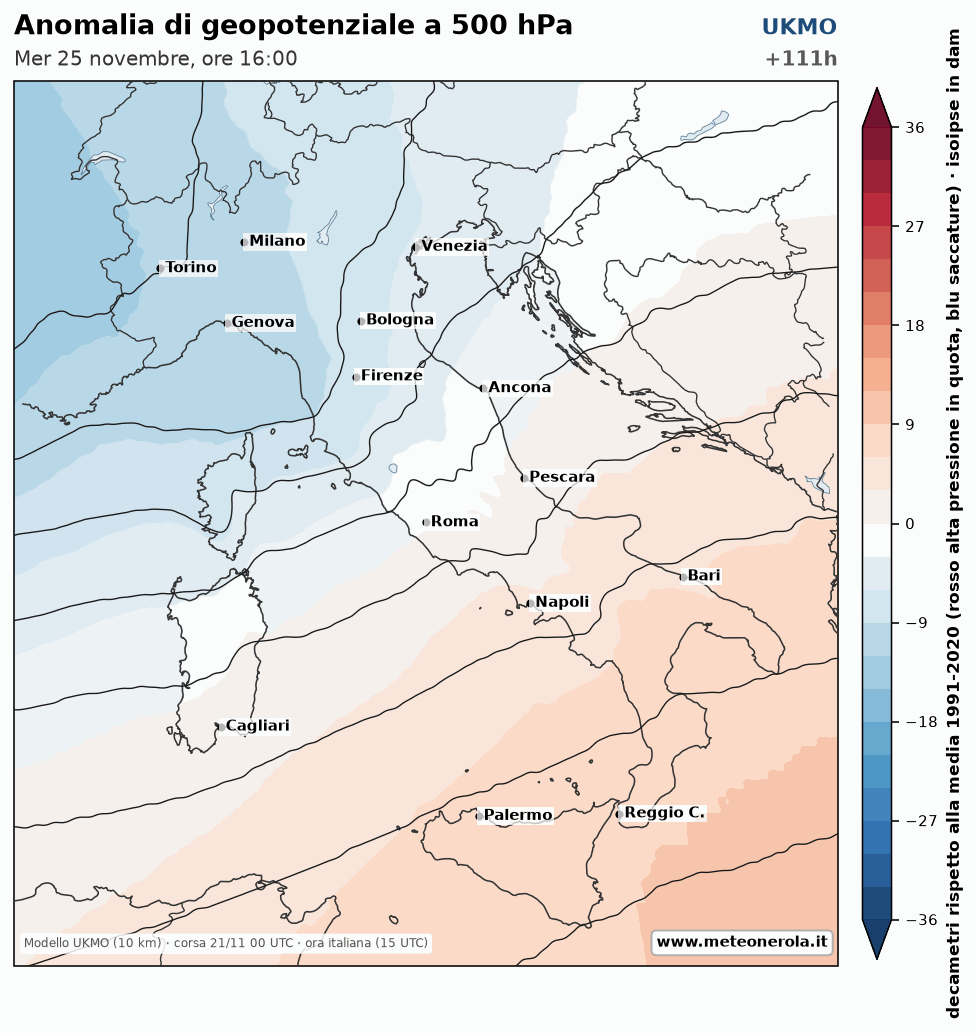 Anomalia di geopotenziale a 500 hPa
UKMO
Mer 25 novembre, ore 16:00
+111h
Milano
Venezia
Torino
Genova
Bologna
Firenze
Ancona
Pescara
Roma
Bari
Napoli
Cagliari
Palermo
Reggio C.
36
27
18
9
0
−9
−18
−27
−36
decametri rispetto alla media 1991-2020 (rosso alta pressione in quota, blu saccature) · isoipse in dam
Modello UKMO (10 km) · corsa 21/11 00 UTC · ora italiana (15 UTC)
www.meteonerola.it